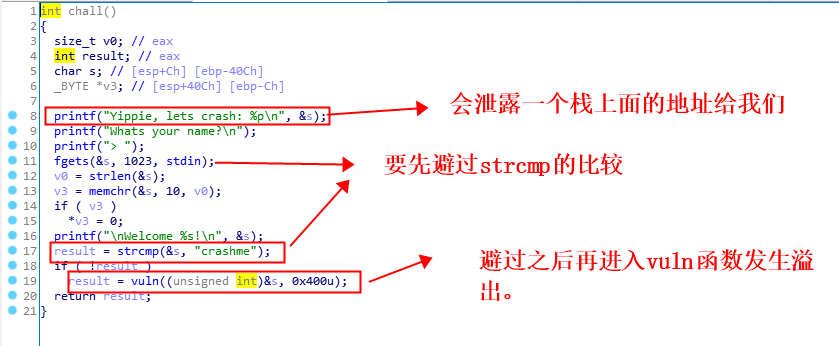 1 int chall()
2 {
3 size_t v0; // eax
4 int result; // eax
5 char s; // [esp+Ch] [ebp-40Ch]
6 _BYTE *v3; // [esp+40Ch] [ebp-Ch]
7
8 printf("Yippie, lets crash: %p\n", &s);
会泄露一个栈上面的地址给我们
9 printf("Whats your name?\n");
10 printf("> ");
11 fgets(&s, 1023, stdin);
要先避过strcmp的比较
12 v0 = strlen(&s);
13 v3 = memchr(&s, 10, v0);
14 if ( v3 )
15 *v3 = 0;
16 printf("\nWelcome %s!\n", &s);
17 result = strcmp(&s, "crashme");
18 if ( !result )
19 result = vuln((unsigned int)&s, 0x400u);
避过之后再进入vuln函数发生溢
出。
20 return result;
21 }